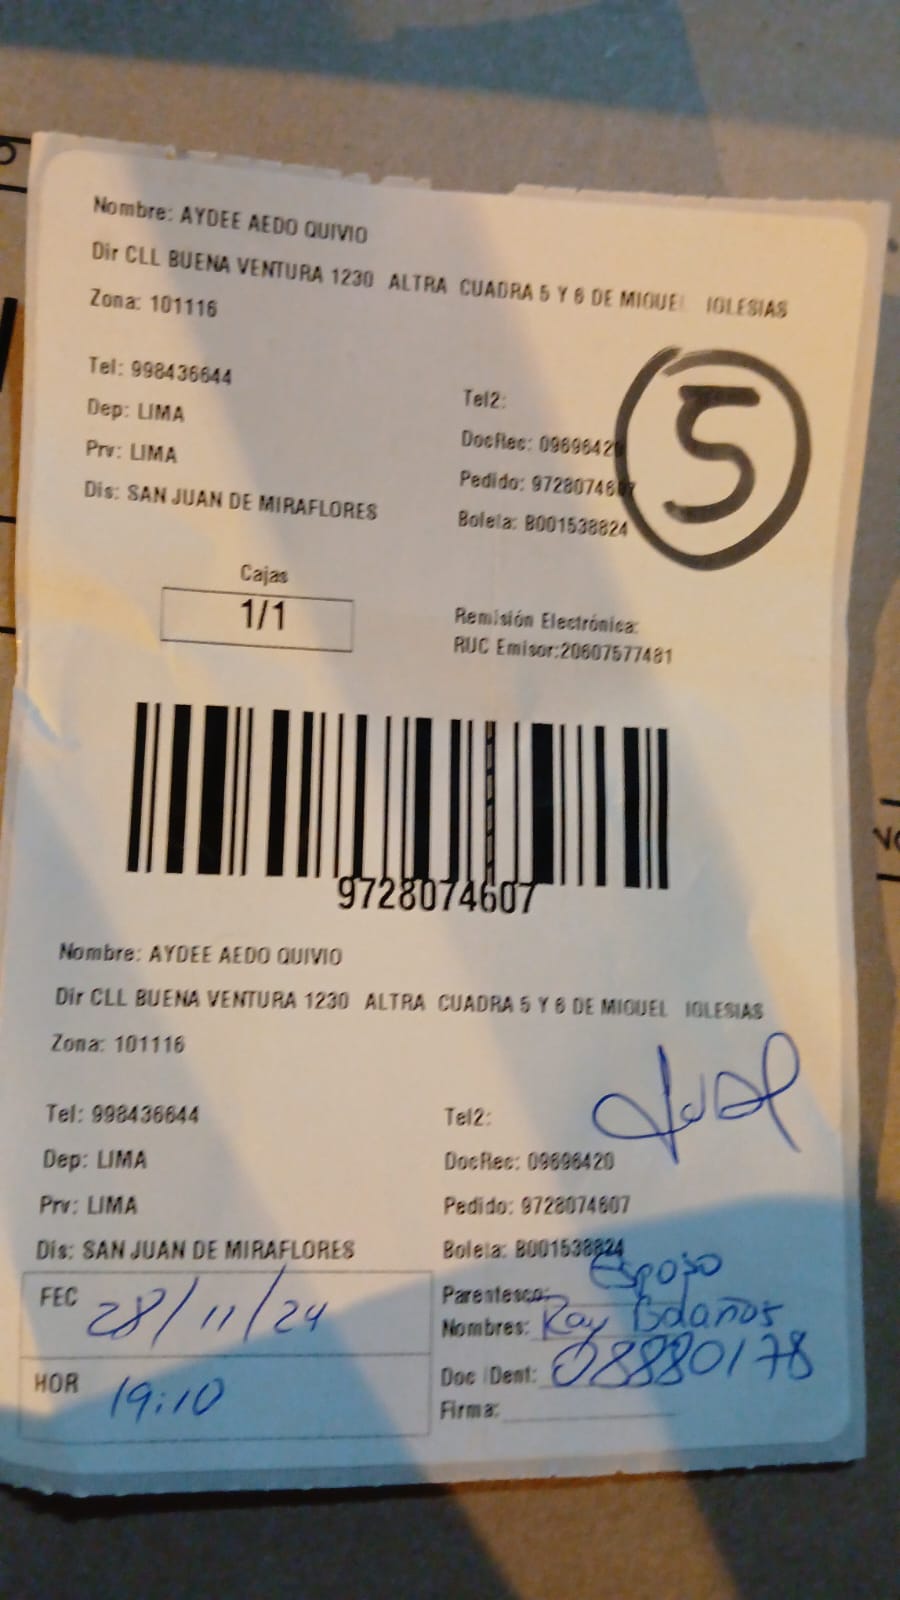 Nombre: AYDEE AEDO QUIVIO
Dir CLL BUENA VENTURA 1230 ALTRA CUADRA 5 Y 6 DE MIGUEL IGLESIAS
Zona: 101116
Tel: 998436644
Tel2:
Dep: LIMA
DocRec: 09696420
Prv: LIMA
Pedido: 9728074607
Dis: SAN JUAN DE MIRAFLORES
Boleta: B001538824
5
Cajas
1/1
Remisión Electrónica:
RUC Emisor:20607577481
9728074607
Nombre: AYDEE AEDO QUIVIO
Dir CLL BUENA VENTURA 1230 ALTRA CUADRA 5 Y 6 DE MIGUEL IGLESIAS
Zona: 101116
Tel: 998436644
Tel2:
Dep: LIMA
DocRec: 09696420
Prv: LIMA
Pedido: 9728074607
Dis: SAN JUAN DE MIRAFLORES
Boleta: B001538824
FEC 28/11/24
Parentesco: Esposo
Nombres: Ray Bolaños
HOR 19:10
Doc iDent: 08880178
Firma: